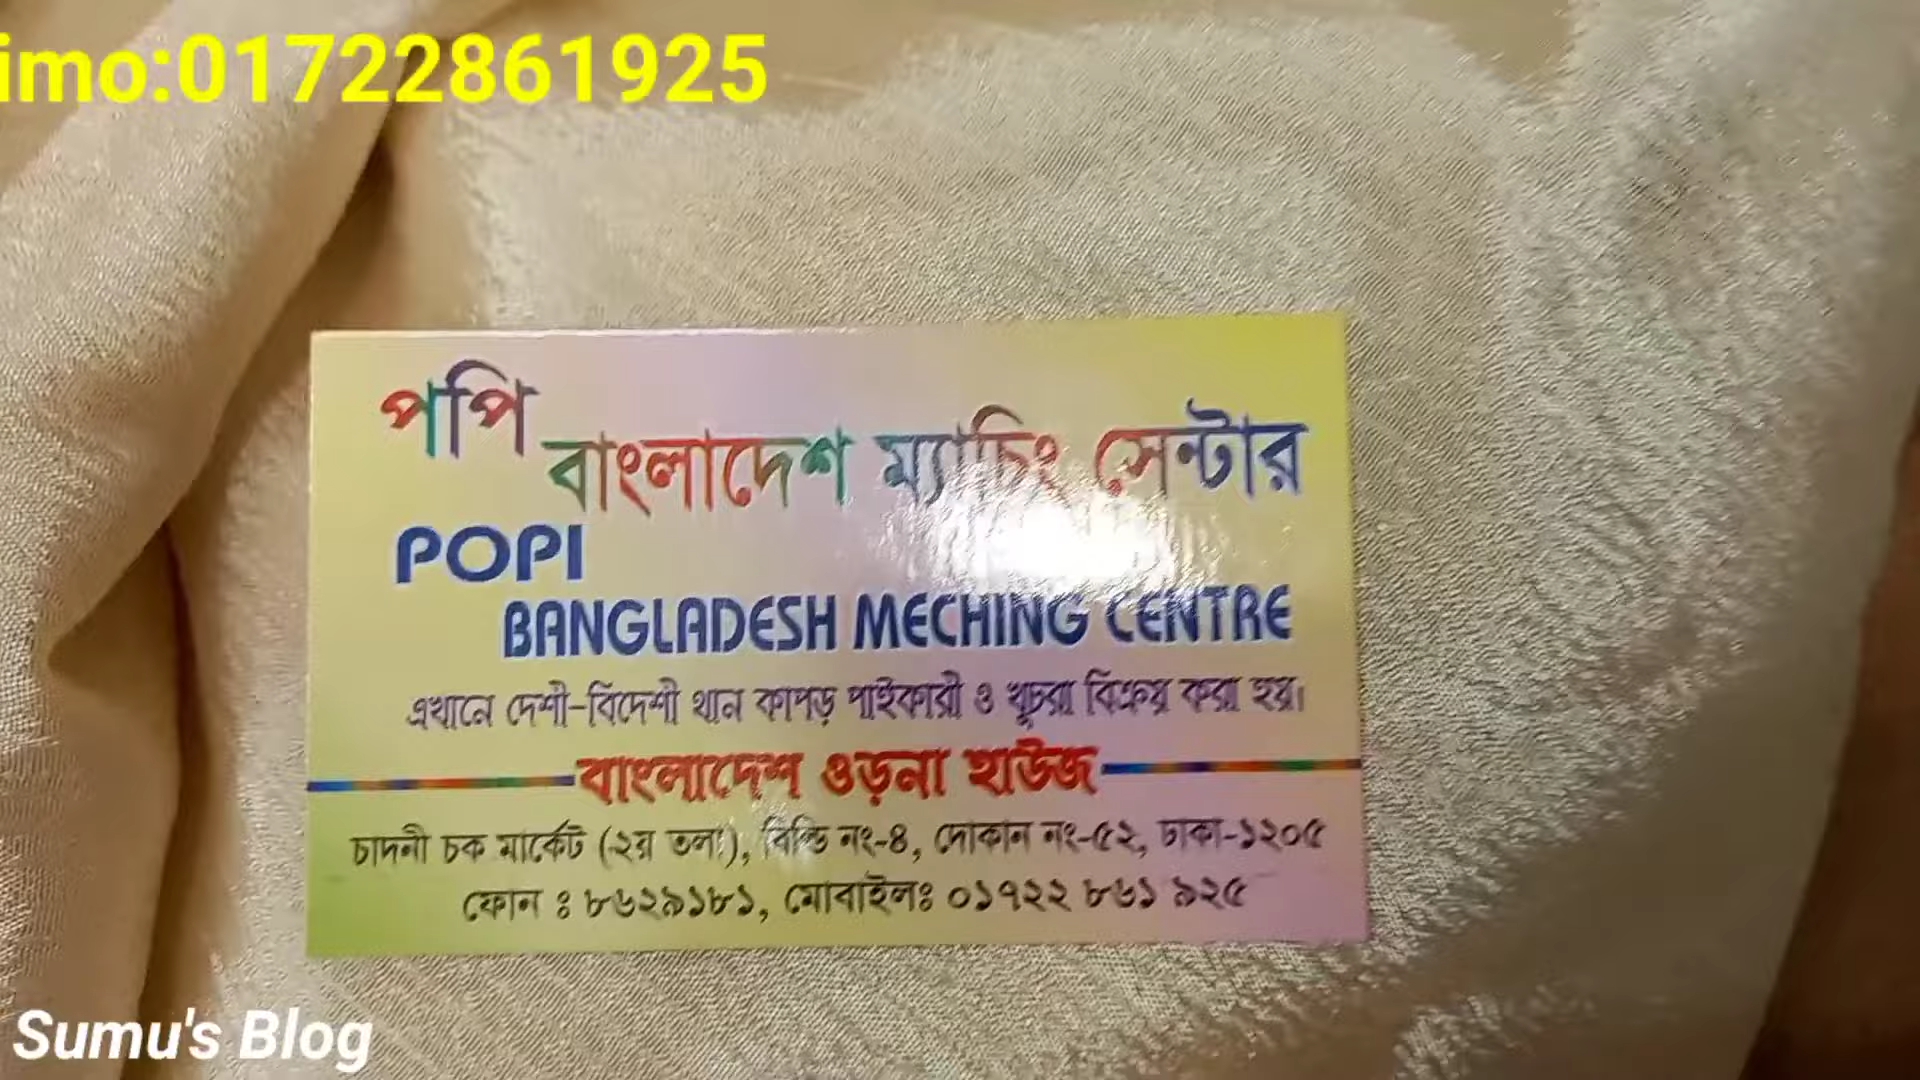 imo:01722861925
পপি
বাংলাদেশ ম্যাচিং সেন্টার
POPI
BANGLADESH MECHING CENTRE
এখানে দেশী-বিদেশী থান কাপড় পাইকারী ও খুচরা বিক্রয় করা হয়।
বাংলাদেশ ওড়না হাউজ
চাদনী চক মার্কেট (২য় তলা), বিল্ডি নং-৪, দোকান নং-৫২, ঢাকা-১২০৫
ফোন ঃ ৮৬২৯১৮১, মোবাইলঃ ০১৭২২ ৮৬১ ৯২৫
Sumu's Blog